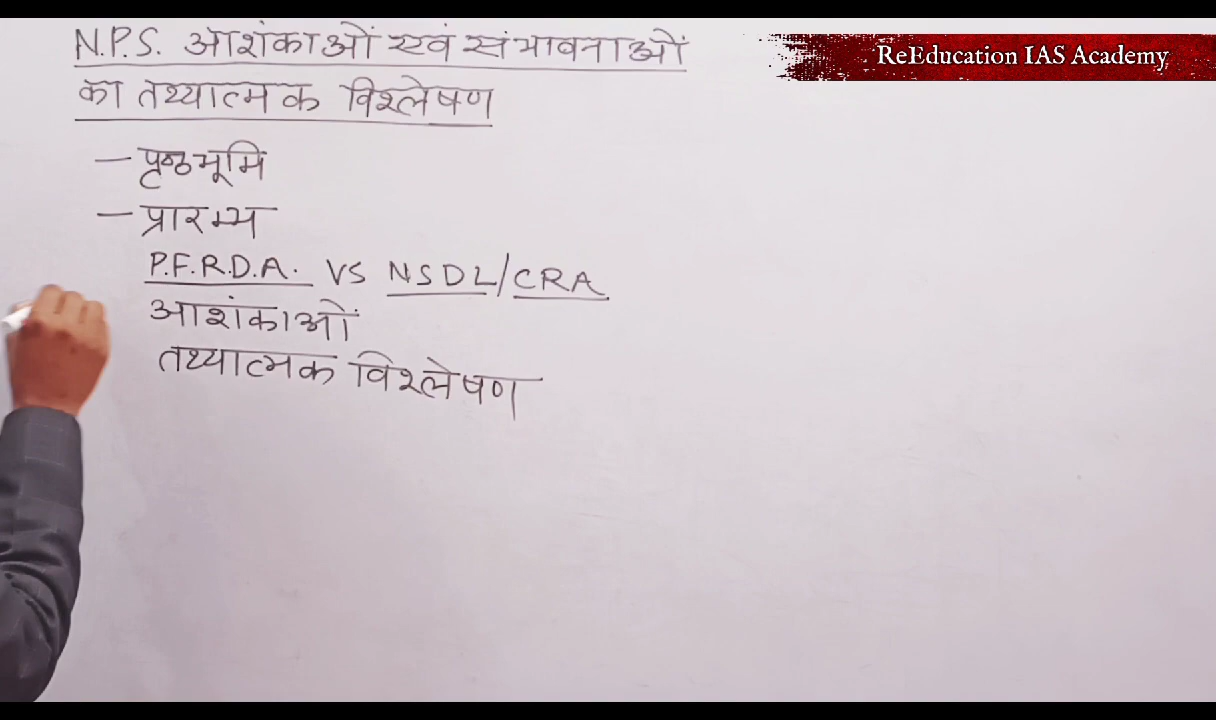 N.P.S. आशंकाओं एवं संभावनाओं
का तथ्यात्मक विश्लेषण
ReEducation IAS Academy
- पृष्ठभूमि
- प्रारम्भ
P.F.R.D.A. VS NSDL/CRA
आशंकाओं
तथ्यात्मक विश्लेषण